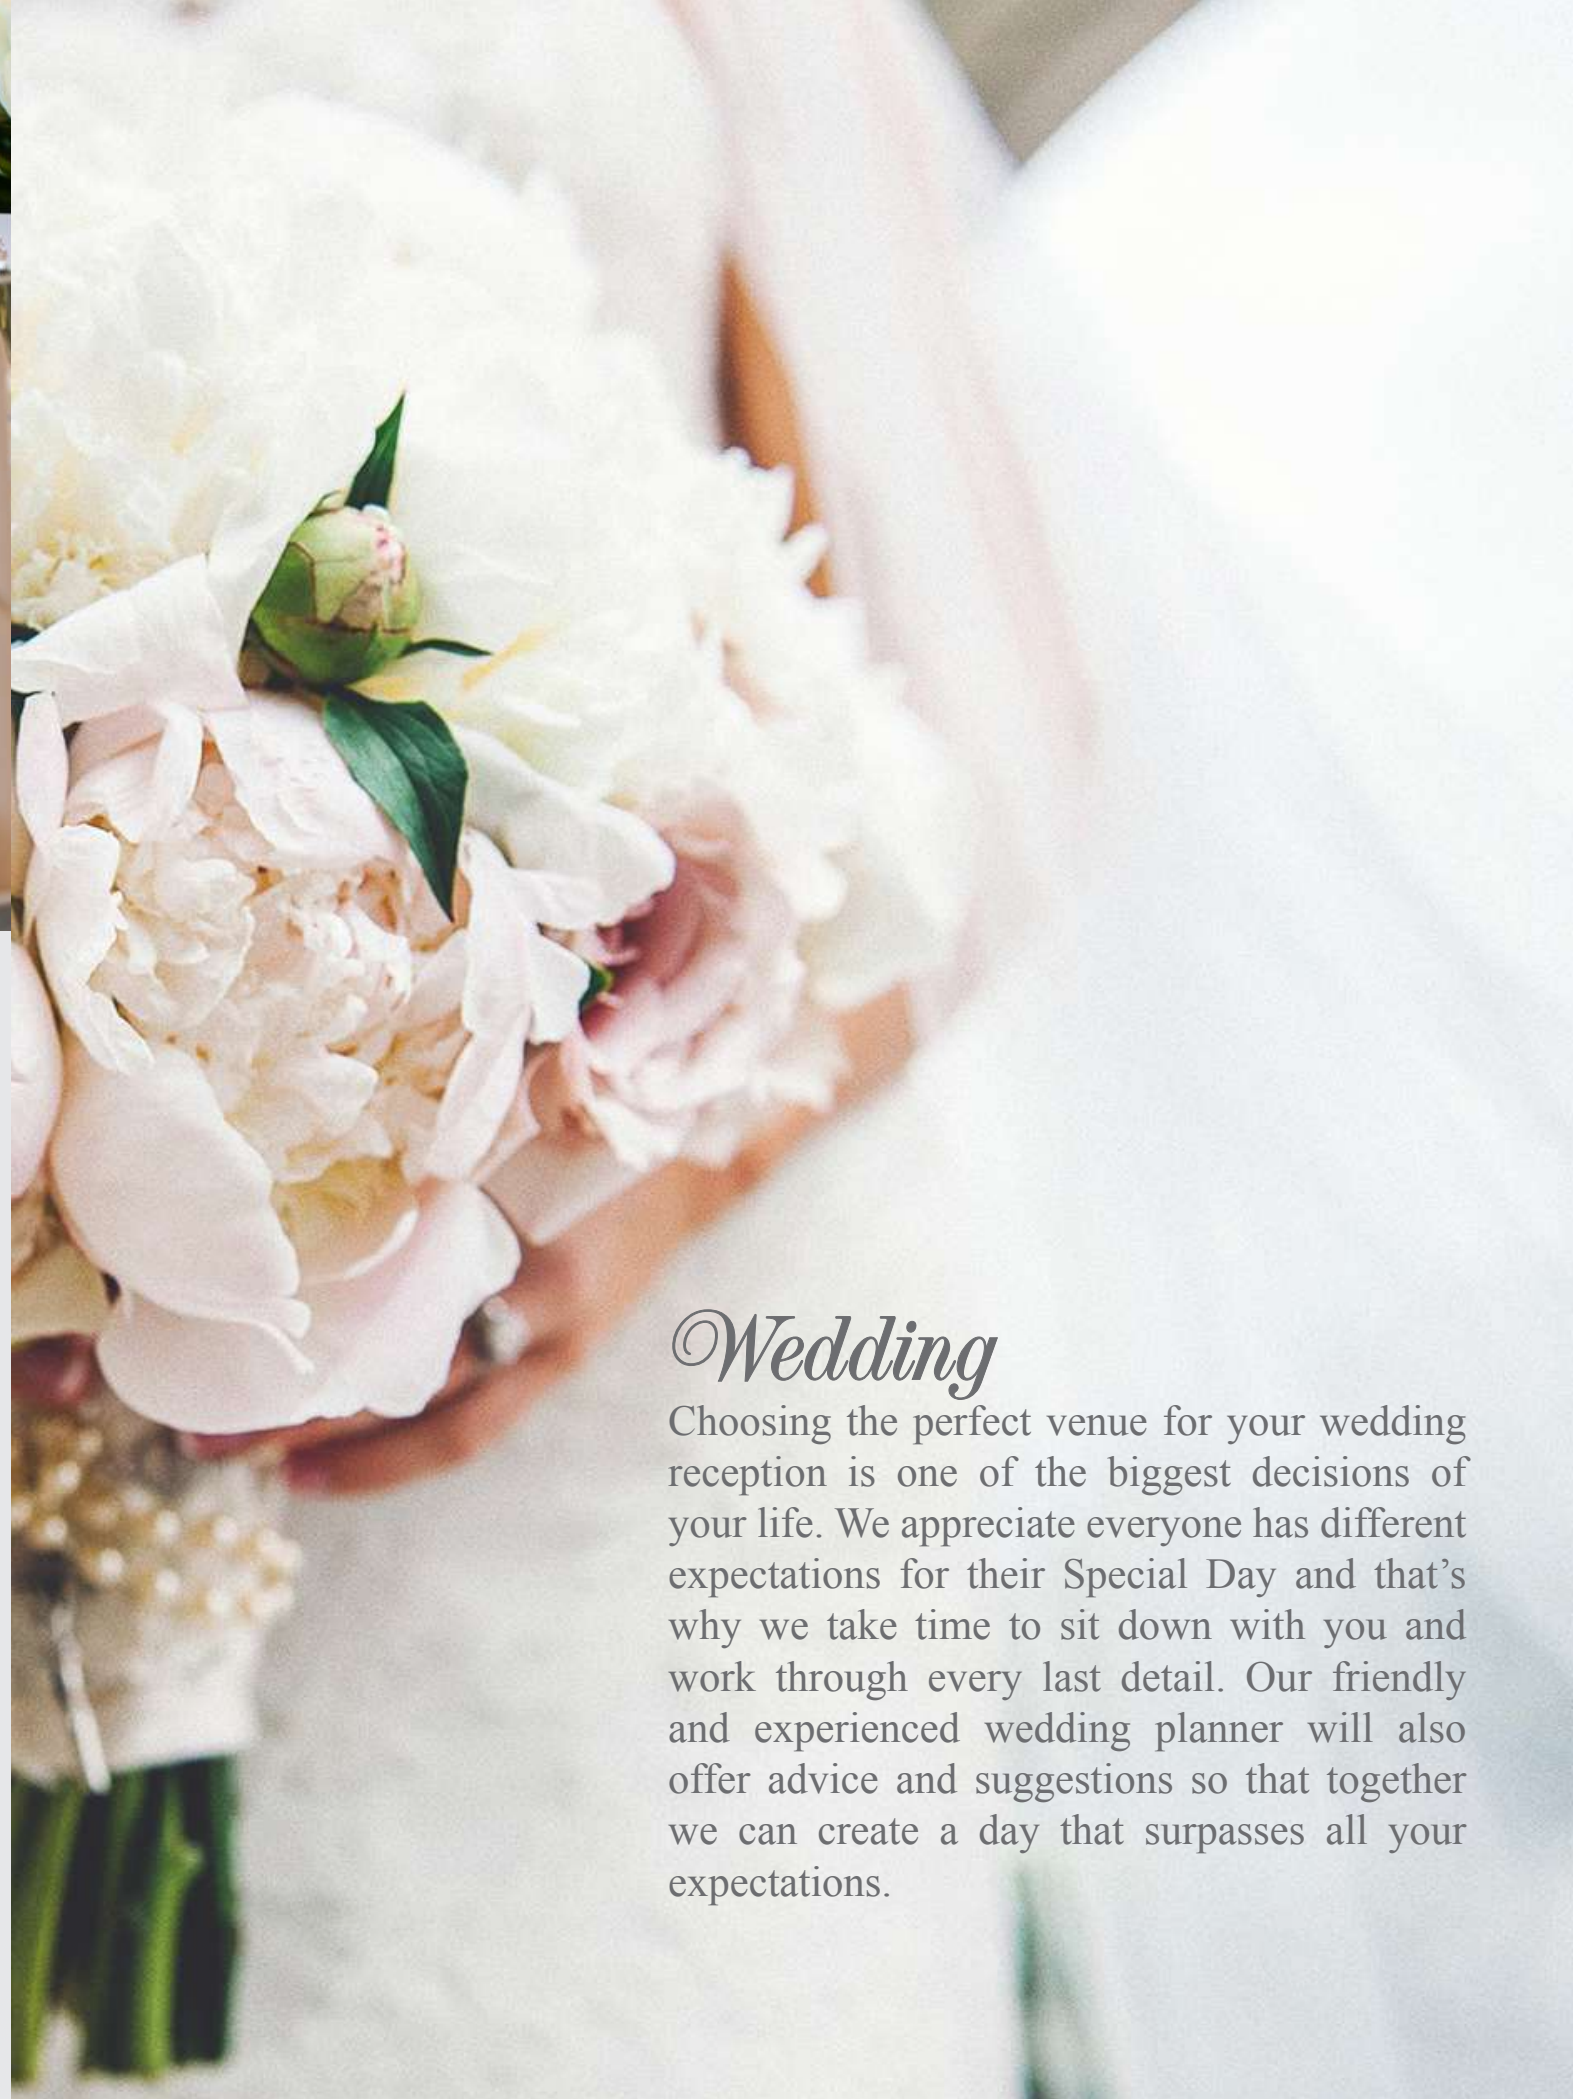 Wedding
Choosing the perfect venue for your wedding
reception is one of the biggest decisions of
your life. We appreciate everyone has different
expectations for their Special Day and that’s
why we take time to sit down with you and
work through every last detail. Our friendly
and experienced wedding planner will also
offer advice and suggestions so that together
we can create a day that surpasses all your
expectations.